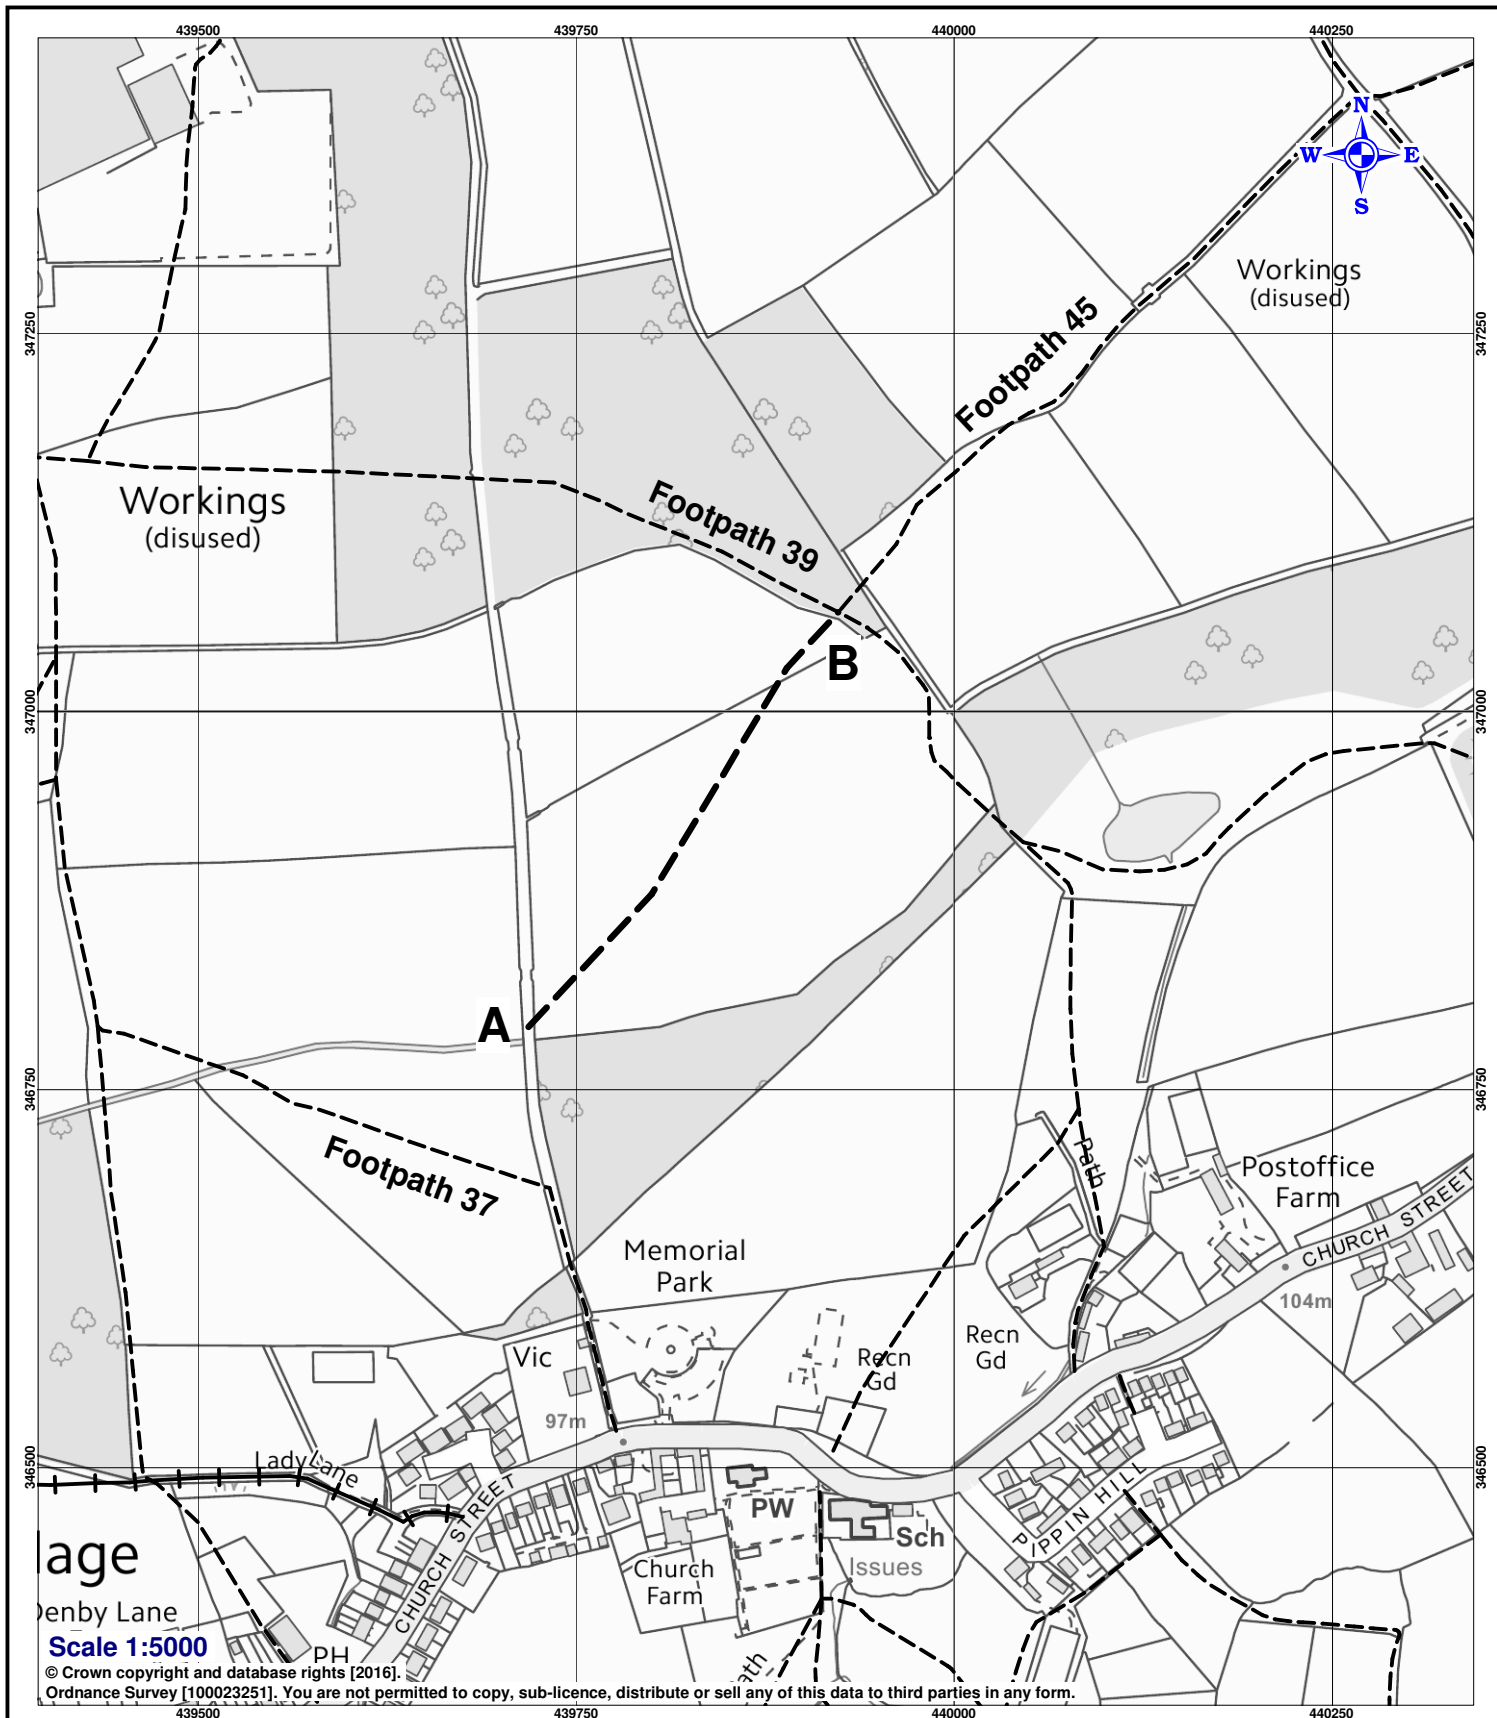 439500
439750
440000
440250
N
W
E
S
Workings
(disused)
347250
347250
Footpath 45
Workings
(disused)
Footpath 39
B
347000
347000
A
346750
346750
Footpath 37
Path
Postoffice
Farm
CHURCH STREET
Memorial
Park
104m
Recn
Gd
Vic
Recn
Gd
97m
346500
346500
Lady Lane
CHURCH STREET
PW
Sch
Issues
PIPPIN HILL
lage
Church
Farm
Denby Lane
Scale 1:5000
PH
ath
© Crown copyright and database rights [2016].
Ordnance Survey [100023251]. You are not permitted to copy, sub-licence, distribute or sell any of this data to third parties in any form.
439500
439750
440000
440250